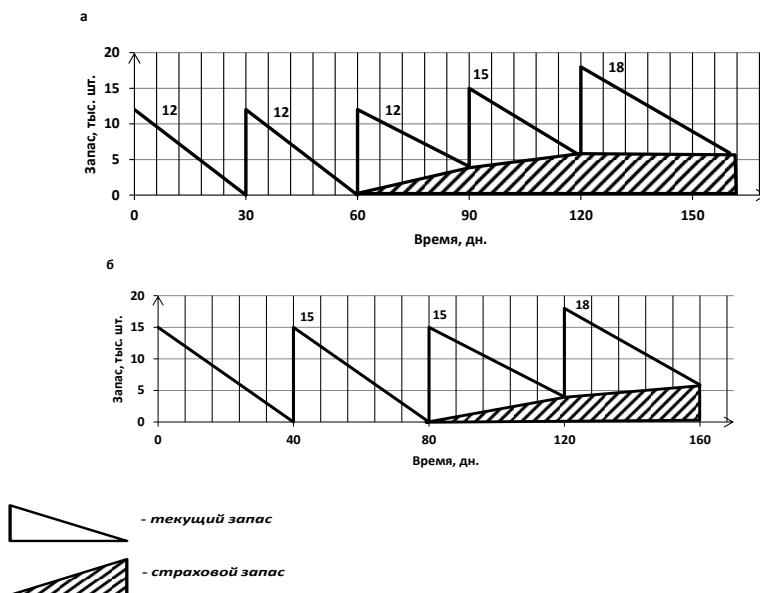 а
Запас, тыс. шт.
20
15
10
5
0
12
12
12
15
18
0 30 60 90 120 150
Время, дн.
б
Запас, тыс. шт.
20
15
10
5
0
15
15
18
0 40 80 120 160
Время, дн.
- текущий запас
- страховой запас